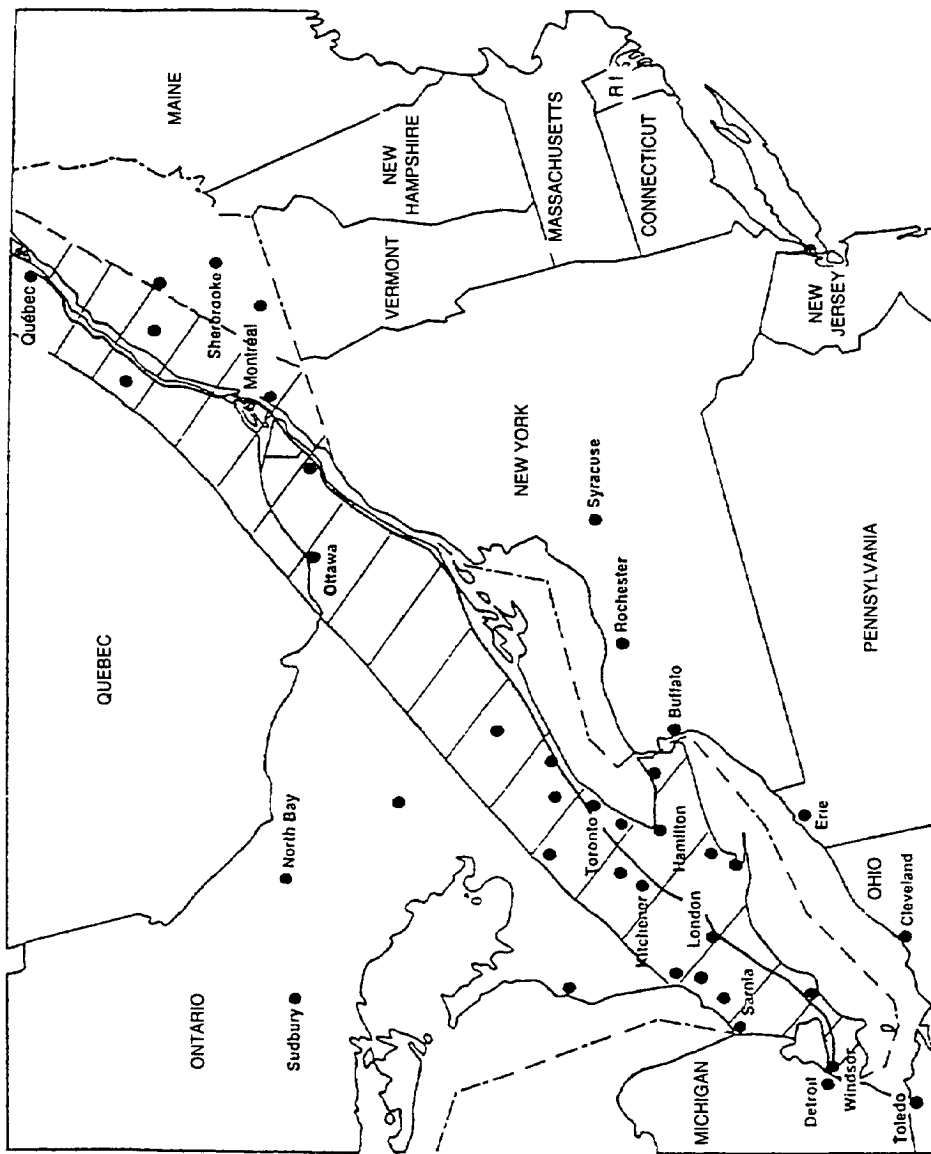 MAINE
NEW
HAMPSHIRE
VERMONT
MASSACHUSETTS
R I
CONNECTICUT
NEW
JERSEY
Québec
Sherbrooke
Montréal
QUEBEC
Ottawa
NEW YORK
Syracuse
Rochester
Buffalo
PENNSYLVANIA
North Bay
Toronto
Hamilton
Kitchener
London
Erie
ONTARIO
Sudbury
Sarnia
OHIO
Cleveland
MICHIGAN
Detroit
Windsor
Toledo